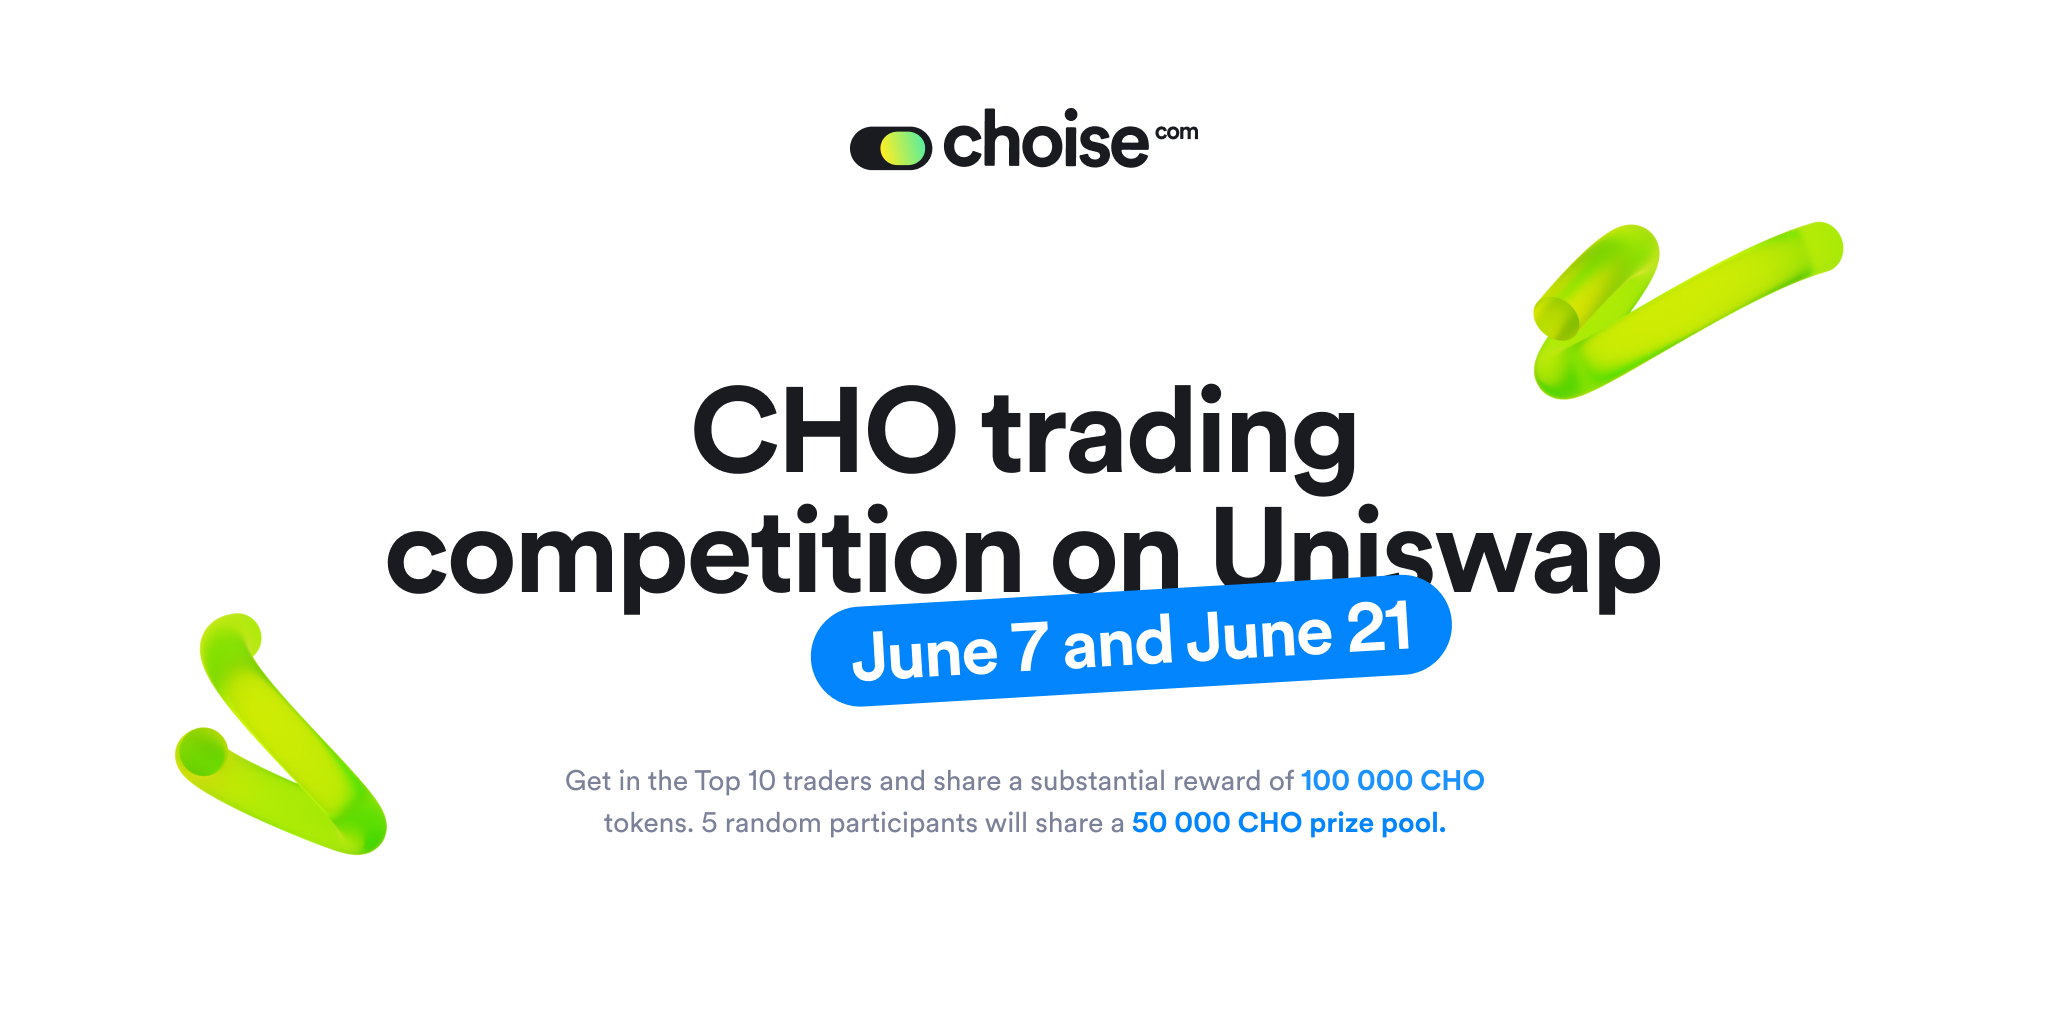 choise com
CHO trading
competition on Uniswap
June 7 and June 21
Get in the Top 10 traders and share a substantial reward of 100 000 CHO
tokens. 5 random participants will share a 50 000 CHO prize pool.